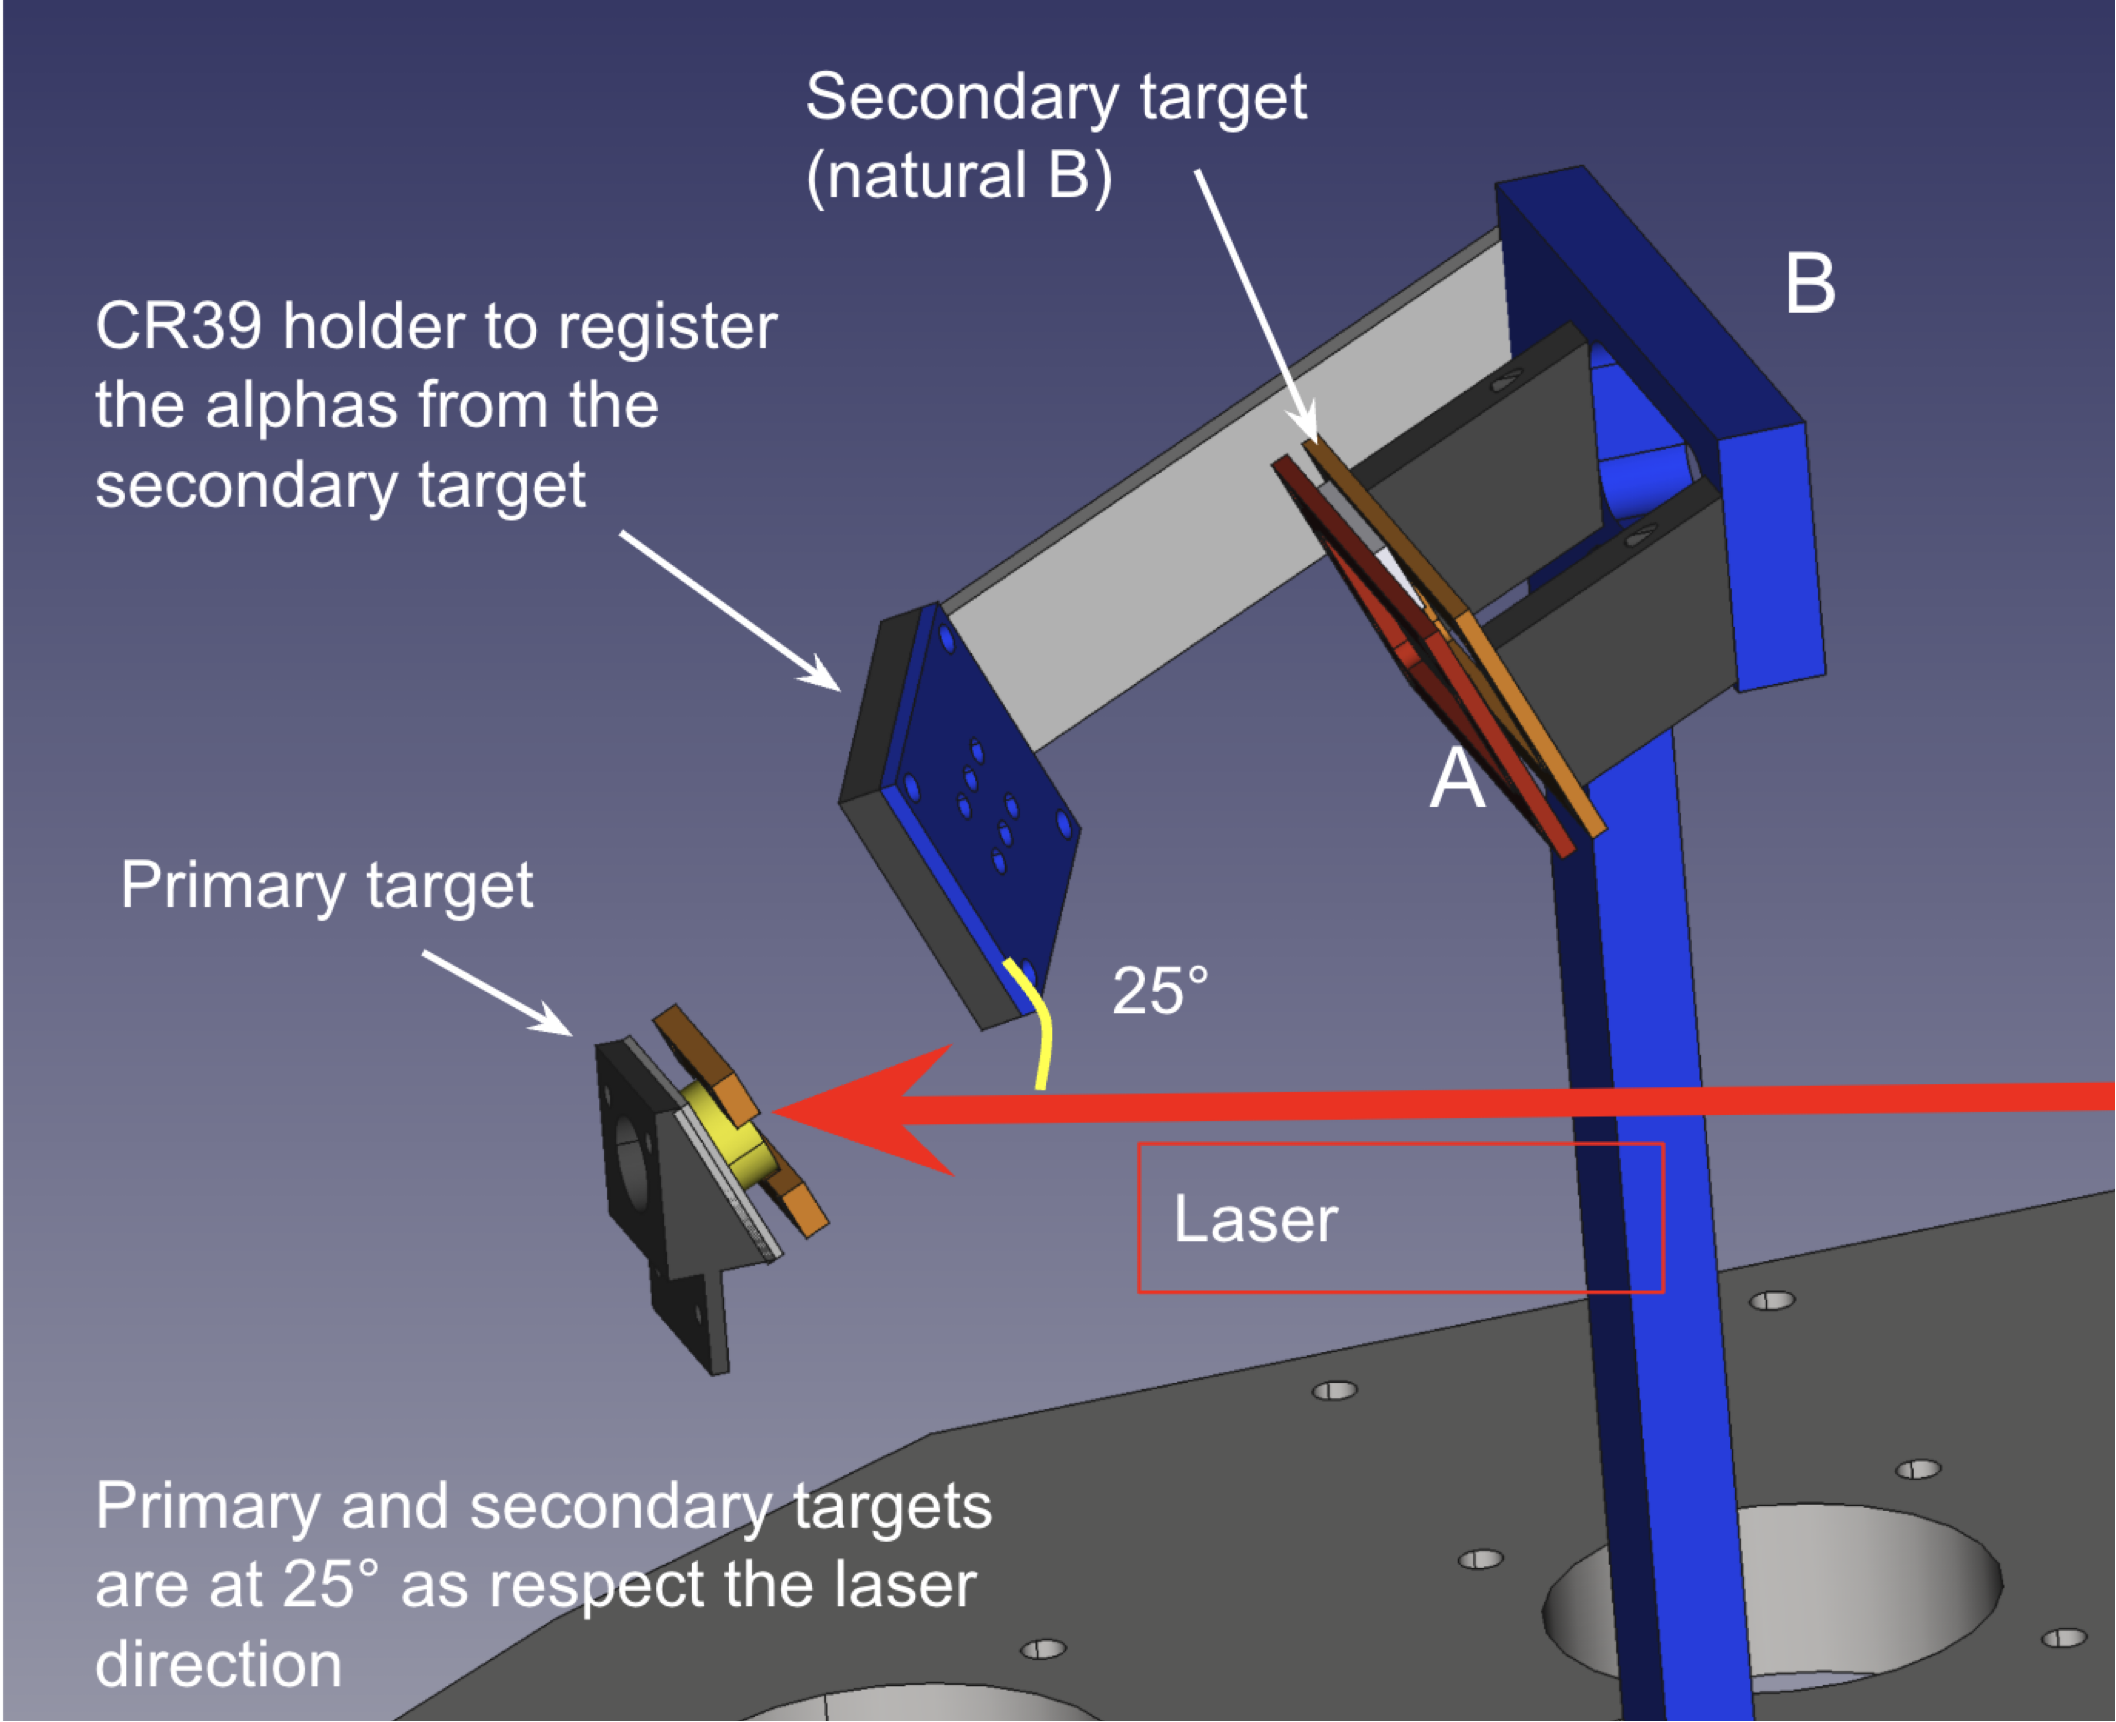 Secondary target
(natural B)
B
CR39 holder to register
the alphas from the
secondary target
A
Primary target
25°
Laser
Primary and secondary targets
are at 25° as respect the laser
direction